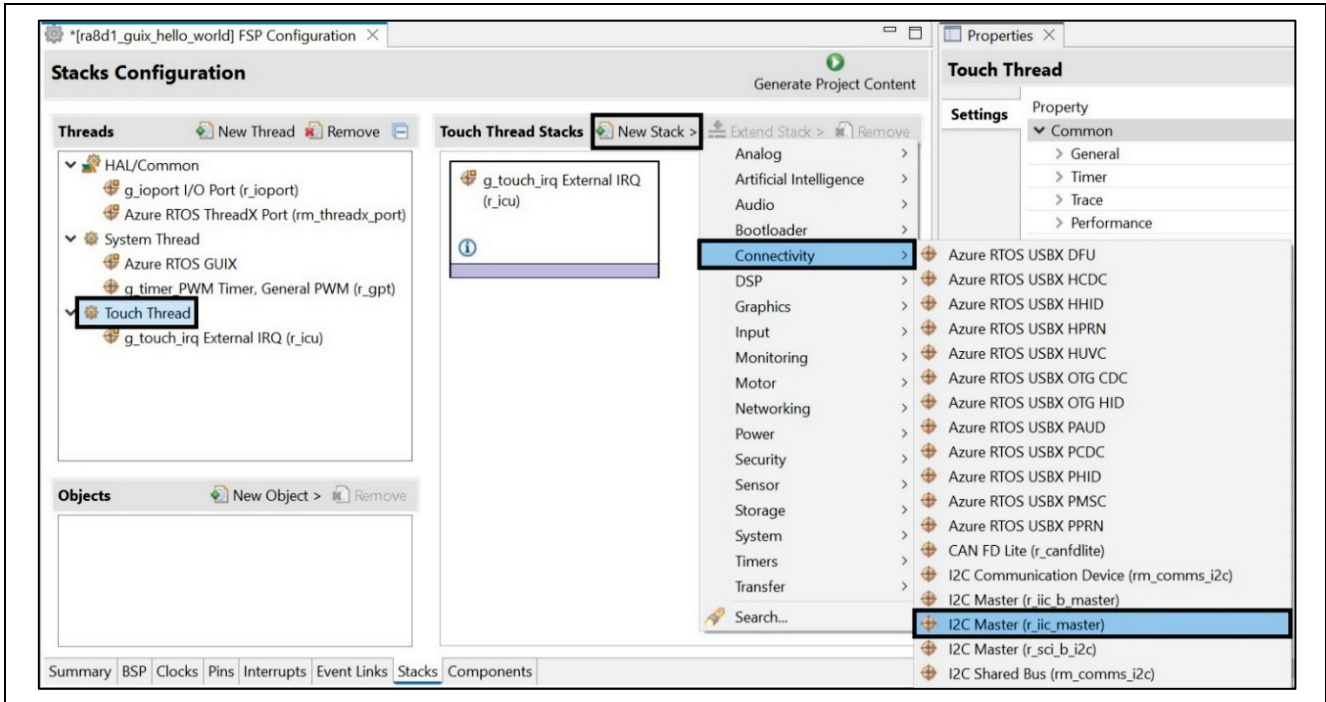 *[ra8d1_guix_hello_world] FSP Configuration
Properties
Stacks Configuration
Generate Project Content
Touch Thread
Settings
Property
Common
General
Timer
Trace
Performance
Threads
New Thread
Remove
HAL/Common
g_ioport I/O Port (r_ioport)
Azure RTOS ThreadX Port (rm_threadx_port)
System Thread
Azure RTOS GUIX
g_timer_PWM Timer, General PWM (r_gpt)
Touch Thread
g_touch_irq External IRQ (r_icu)
Objects
New Object >
Remove
Touch Thread Stacks
New Stack >
Extend Stack >
Remove
g_touch_irq External IRQ
(r_icu)
Analog
Artificial Intelligence
Audio
Bootloader
Connectivity
DSP
Graphics
Input
Monitoring
Motor
Networking
Power
Security
Sensor
Storage
System
Timers
Transfer
Search...
Azure RTOS USBX DFU
Azure RTOS USBX HCDC
Azure RTOS USBX HHID
Azure RTOS USBX HPRN
Azure RTOS USBX HUVC
Azure RTOS USBX OTG CDC
Azure RTOS USBX OTG HID
Azure RTOS USBX PAUD
Azure RTOS USBX PCDC
Azure RTOS USBX PHID
Azure RTOS USBX PMSC
Azure RTOS USBX PPRN
CAN FD Lite (r_canfdlite)
I2C Communication Device (rm_comms_i2c)
I2C Master (r_iic_b_master)
I2C Master (r_iic_master)
I2C Master (r_sci_b_i2c)
I2C Shared Bus (rm_comms_i2c)
Summary BSP Clocks Pins Interrupts Event Links Stacks Components